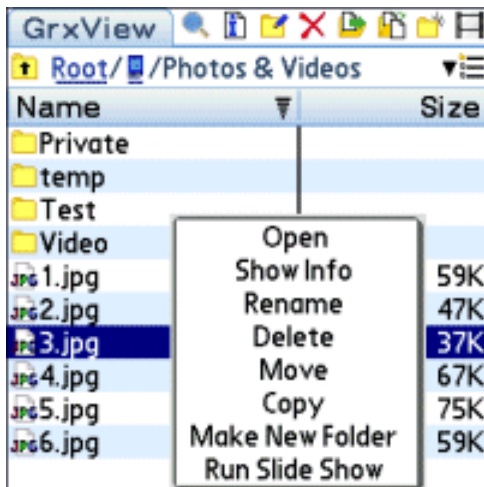 GrxView
Root/ /Photos & Videos
Name Size
Private
temp
Test
Video
1.jpg 59K
2.jpg 47K
3.jpg 37K
4.jpg 67K
5.jpg 75K
6.jpg 59K
Open
Show Info
Rename
Delete
Move
Copy
Make New Folder
Run Slide Show